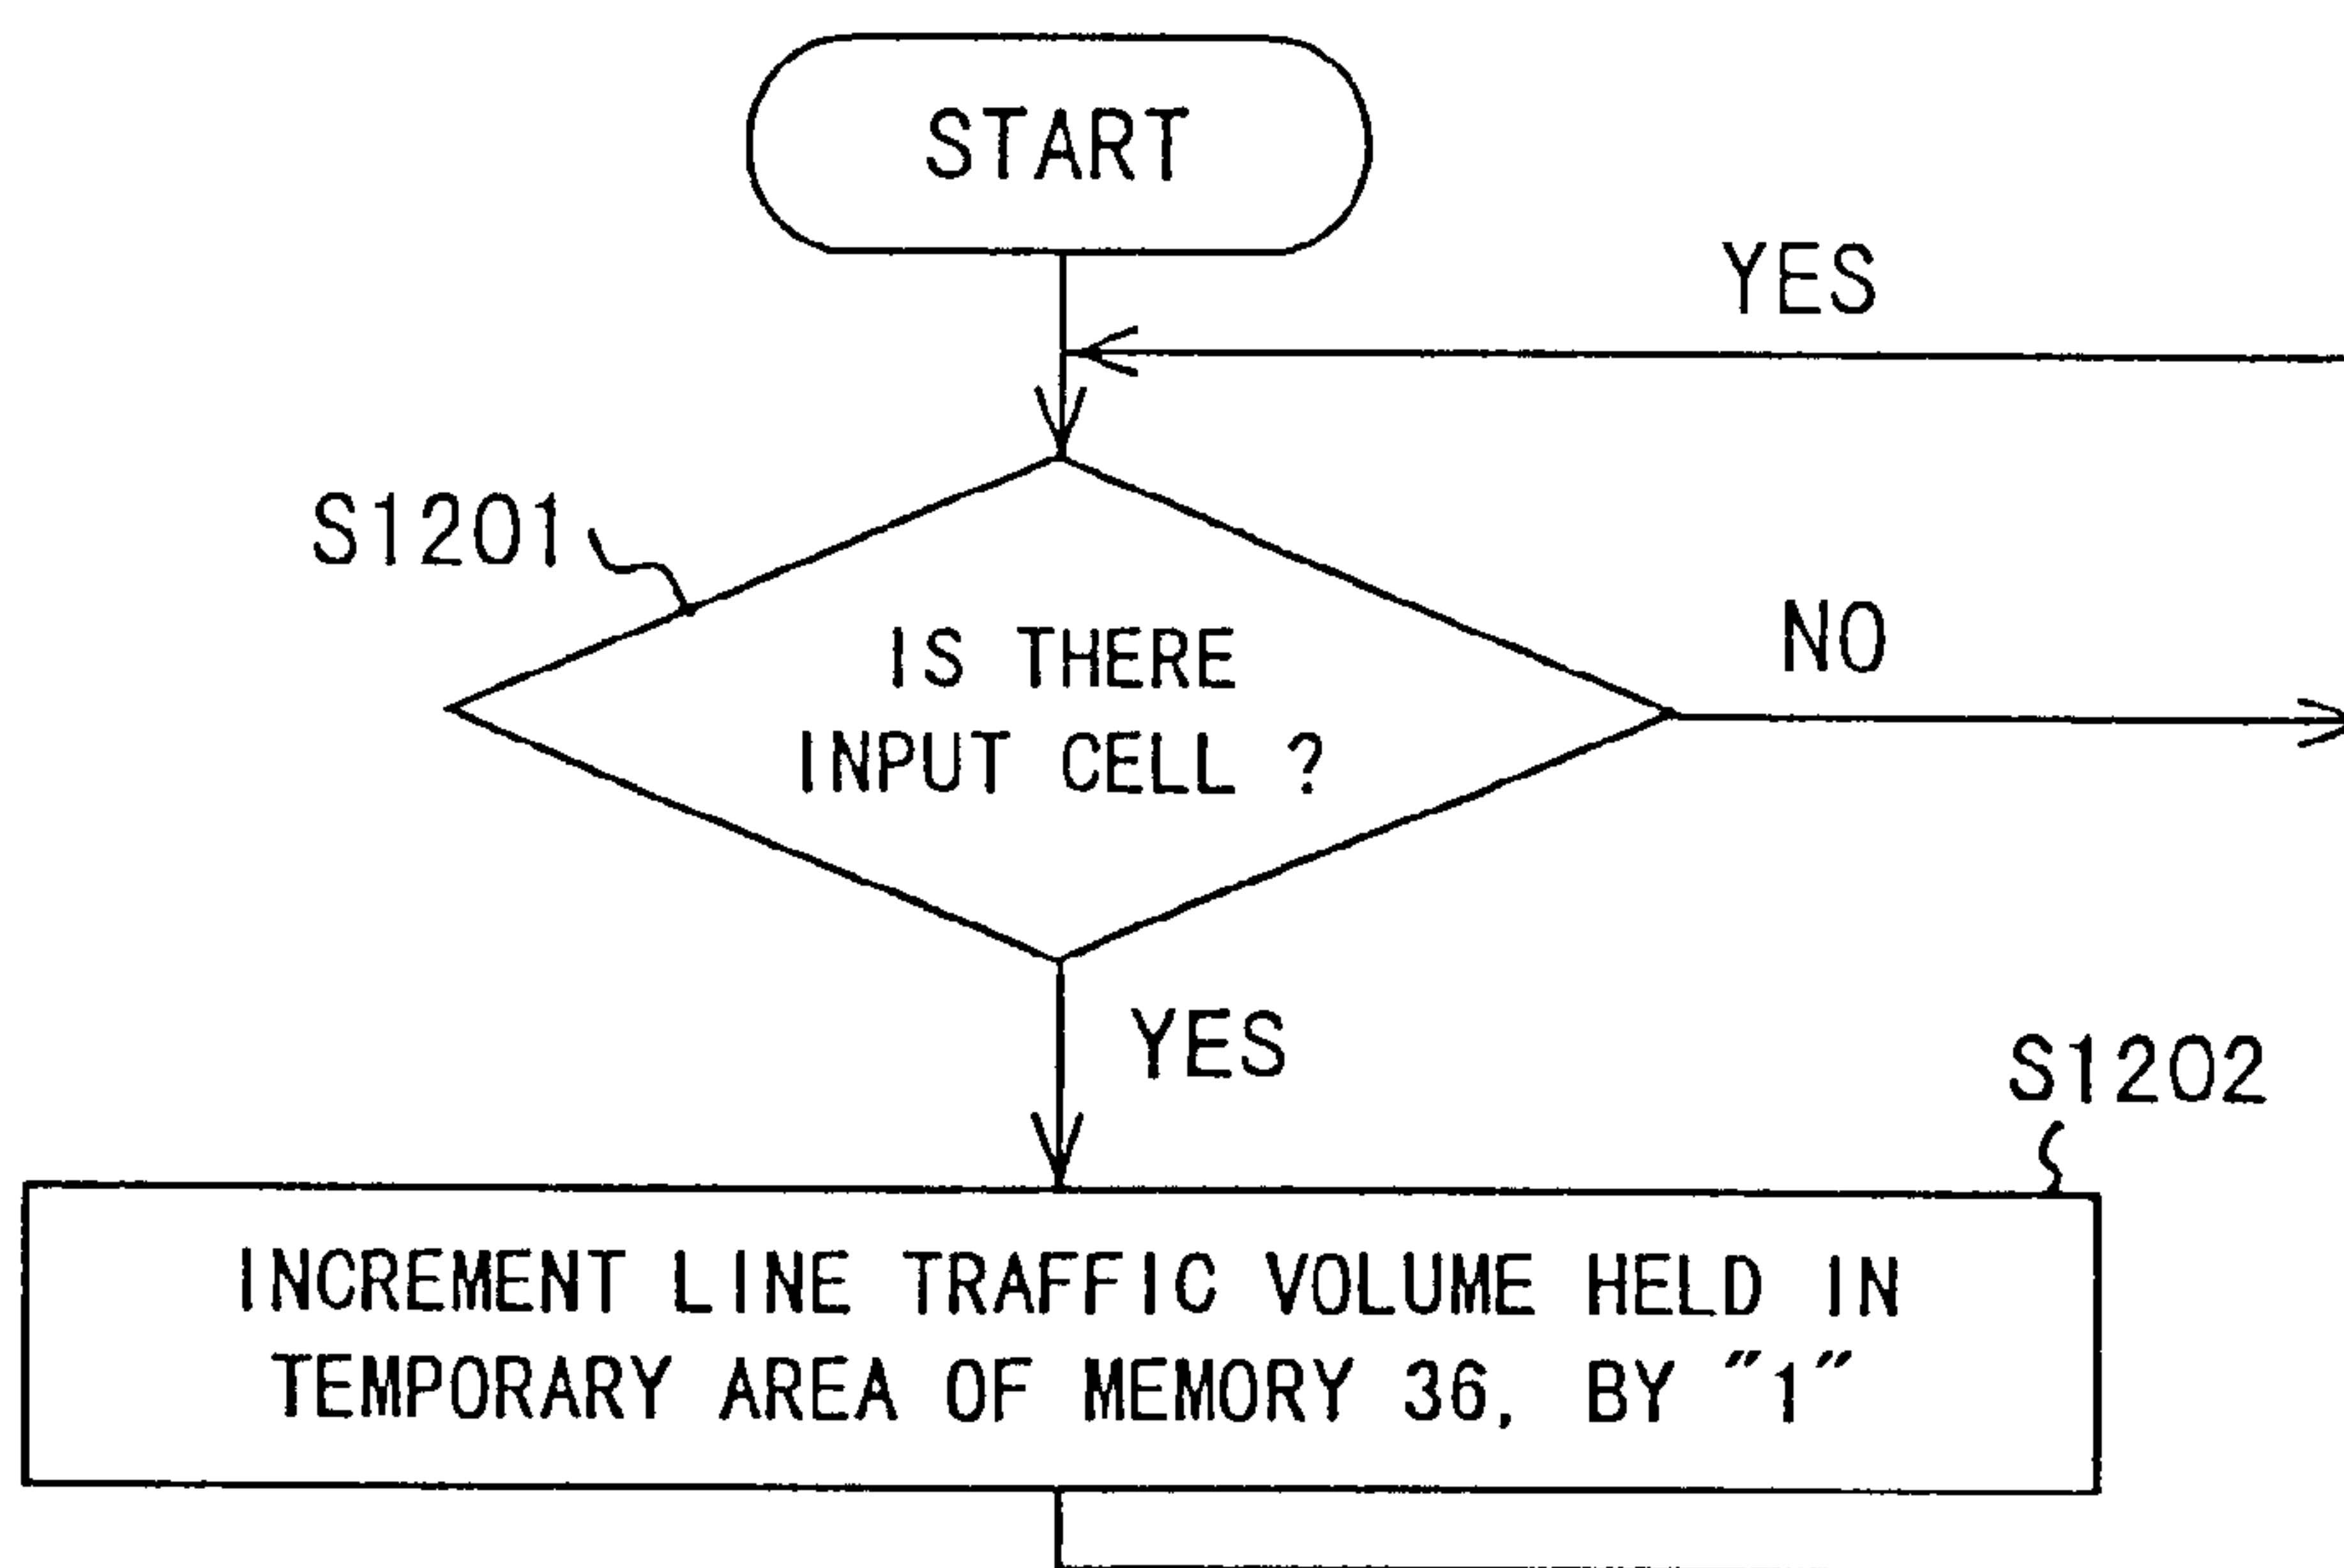 START
YES
S1201
IS THERE
INPUT CELL ?
NO
YES
S1202
INCREMENT LINE TRAFFIC VOLUME HELD IN
TEMPORARY AREA OF MEMORY 36, BY "1"